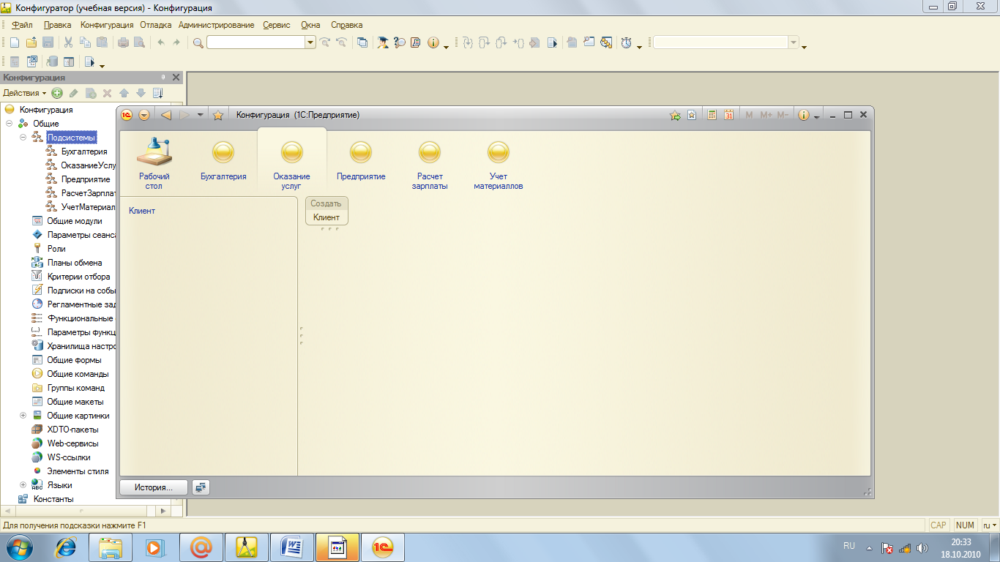 Конфигуратор (учебная версия) - Конфигурация
Файл Правка Конфигурация Отладка Администрирование Сервис Окна Справка
M M+ M-
Конфигурация
Действия
Конфигурация
Общие
Подсистемы
Бухгалтерия
ОказаниеУслу
Предприятие
РасчетЗарплат
УчетМатериал
Общие модули
Параметры сеанса
Роли
Планы обмена
Критерии отбора
Подписки на собы
Регламентные зад
Функциональные
Параметры функц
Хранилища настро
Общие формы
Общие команды
Группы команд
Общие макеты
Общие картинки
XDTO-пакеты
Web-сервисы
WS-ссылки
Элементы стиля
Языки
Константы
Конфигурация (1С:Предприятие)
Рабочий
стол
Бухгалтерия
Оказание
услуг
Предприятие
Расчет
зарплаты
Учет
материаллов
Клиент
Создать
Клиент
История...
Для получения подсказки нажмите F1
CAP NUM ru
RU
20:33
18.10.2010